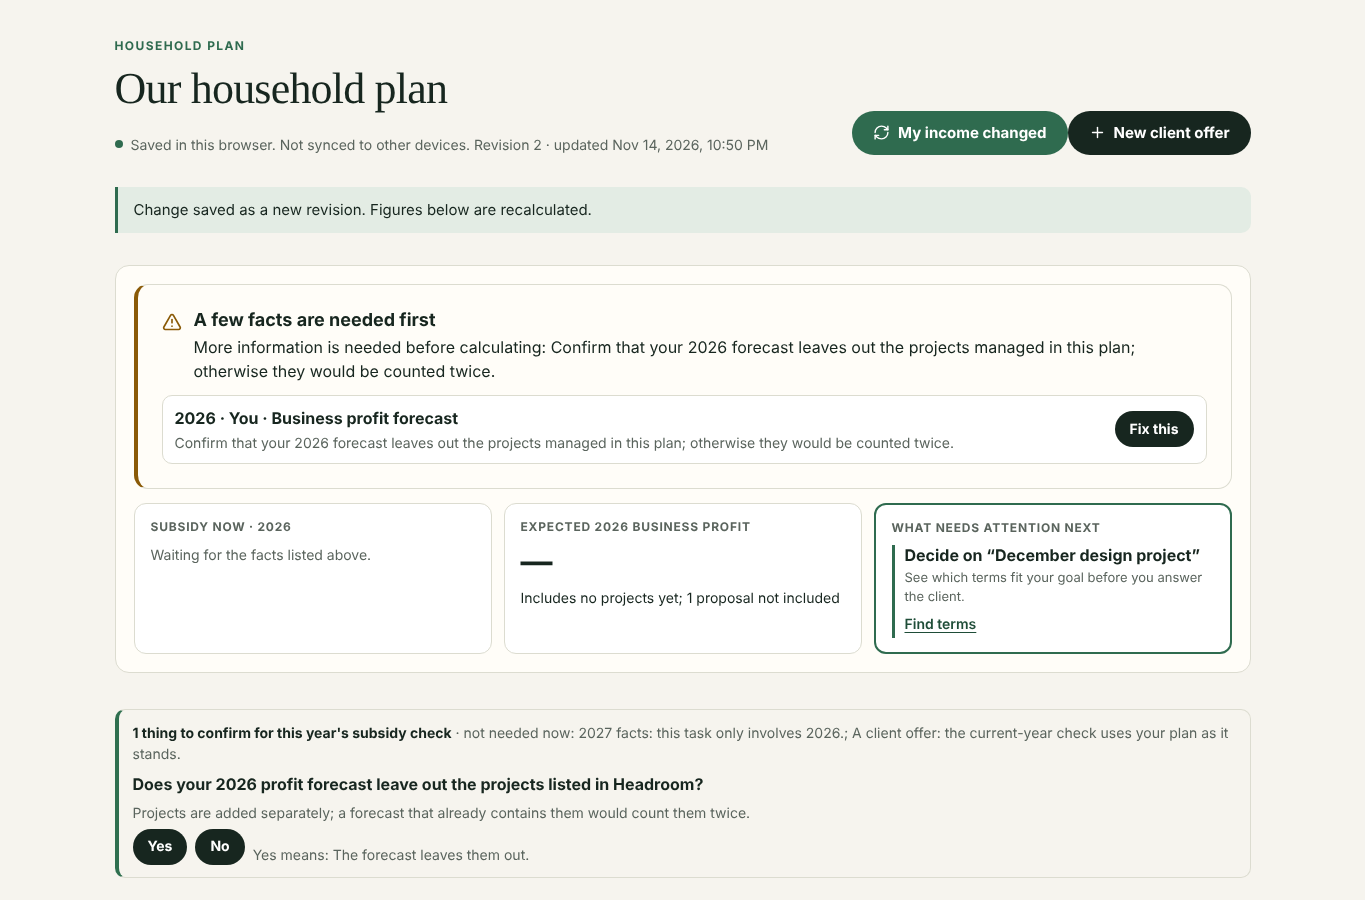 HOUSEHOLD PLAN
Our household plan
Saved in this browser. Not synced to other devices. Revision 2 · updated Nov 14, 2026, 10:50 PM
My income changed
New client offer
Change saved as a new revision. Figures below are recalculated.
A few facts are needed first
More information is needed before calculating: Confirm that your 2026 forecast leaves out the projects managed in this plan;
otherwise they would be counted twice.
2026 · You · Business profit forecast
Confirm that your 2026 forecast leaves out the projects managed in this plan; otherwise they would be counted twice.
Fix this
SUBSIDY NOW · 2026
Waiting for the facts listed above.
EXPECTED 2026 BUSINESS PROFIT
—
Includes no projects yet; 1 proposal not included
WHAT NEEDS ATTENTION NEXT
Decide on “December design project”
See which terms fit your goal before you answer
the client.
Find terms
1 thing to confirm for this year's subsidy check · not needed now: 2027 facts: this task only involves 2026.; A client offer: the current-year check uses your plan as it
stands.
Does your 2026 profit forecast leave out the projects listed in Headroom?
Projects are added separately; a forecast that already contains them would count them twice.
Yes
No
Yes means: The forecast leaves them out.